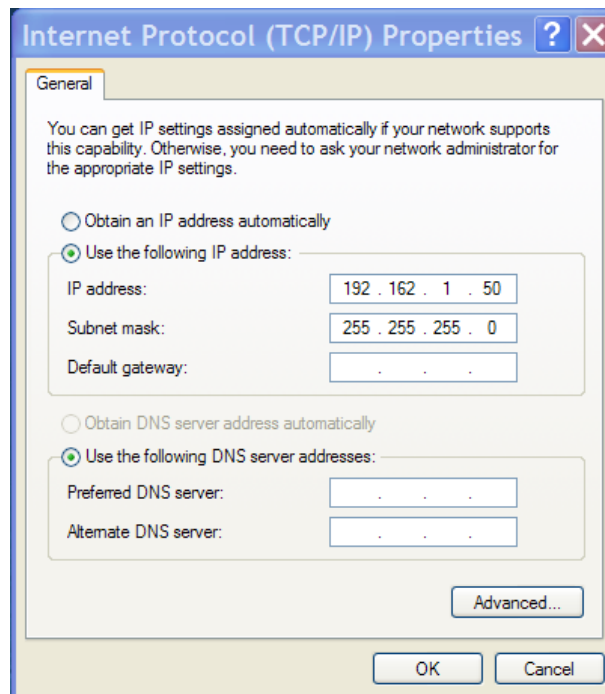 Internet Protocol (TCP/IP) Properties
General
You can get IP settings assigned automatically if your network supports
this capability. Otherwise, you need to ask your network administrator for
the appropriate IP settings.
Obtain an IP address automatically
Use the following IP address:
IP address: 192 . 162 . 1 . 50
Subnet mask: 255 . 255 . 255 . 0
Default gateway: . . .
Obtain DNS server address automatically
Use the following DNS server addresses:
Preferred DNS server: . . .
Alternate DNS server: . . .
Advanced...
OK Cancel